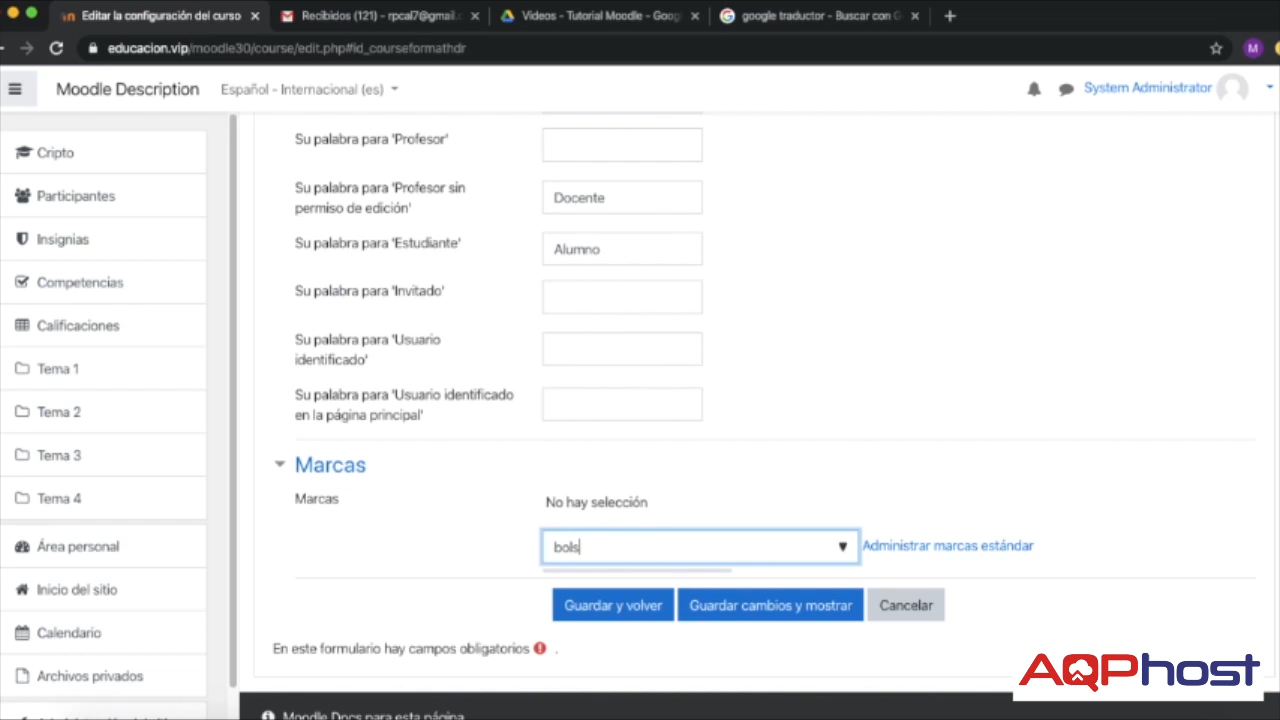 Editar la configuración del curso
Recibidos (121) - rpcal7@gmail.
Videos - Tutorial Moodle - Goog
google traductor - Buscar con G
educacion.vip/moodle30/course/edit.php#id_courseformathdr
M
Moodle Description
Español - Internacional (es)
System Administrator
Cripto
Participantes
Insignias
Competencias
Calificaciones
Tema 1
Tema 2
Tema 3
Tema 4
Área personal
Inicio del sitio
Calendario
Archivos privados
Su palabra para 'Profesor'
Su palabra para 'Profesor sin
permiso de edición'
Docente
Su palabra para 'Estudiante'
Alumno
Su palabra para 'Invitado'
Su palabra para 'Usuario
identificado'
Su palabra para 'Usuario identificado
en la página principal'
Marcas
Marcas
No hay selección
bols
Administrar marcas estándar
Guardar y volver
Guardar cambios y mostrar
Cancelar
En este formulario hay campos obligatorios .
Moodle Docs para esta página
AQPhost